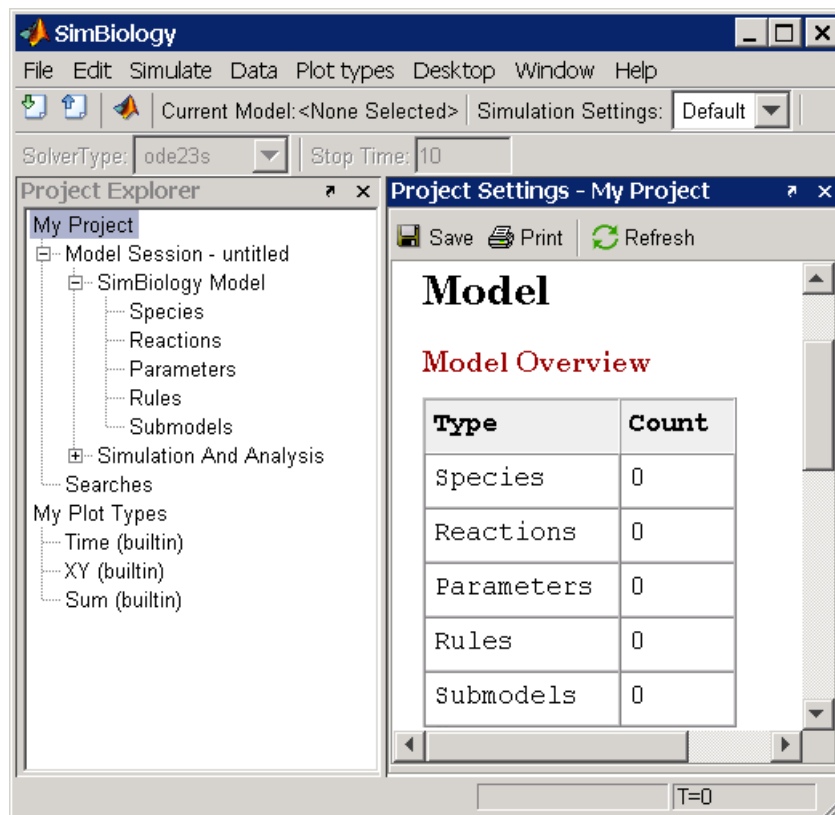 SimBiology
File Edit Simulate Data Plot types Desktop Window Help
Current Model:<None Selected> Simulation Settings: Default
SolverType: ode23s Stop Time: 10
Project Explorer
My Project
Model Session - untitled
SimBiology Model
Species
Reactions
Parameters
Rules
Submodels
Simulation And Analysis
Searches
My Plot Types
Time (builtin)
XY (builtin)
Sum (builtin)
Project Settings - My Project
Save Print Refresh
Model
Model Overview
Type Count
Species 0
Reactions 0
Parameters 0
Rules 0
Submodels 0
T=0